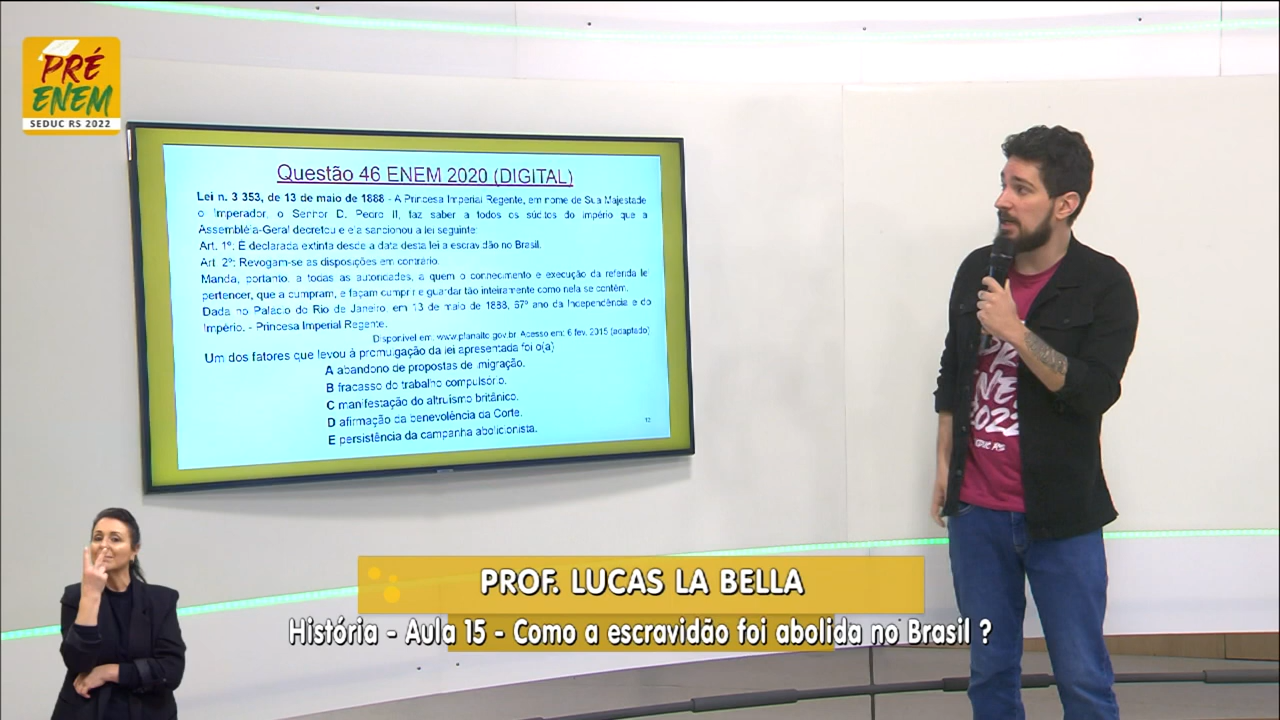 PRÉ
ENEM
SEDUC RS 2022
Questão 46 ENEM 2020 (DIGITAL)
Lei n. 3 353, de 13 de maio de 1888 - A Princesa Imperial Regente, em nome de Sua Majestade
o Imperador, o Senhor D. Pedro II, faz saber a todos os súditos do império que a
Assembléia-Geral decretou e ela sancionou a lei seguinte:
Art. 1º: É declarada extinta desde a data desta lei a escravidão no Brasil.
Art. 2º: Revogam-se as disposições em contrário.
Manda, portanto, a todas as autoridades, a quem o conhecimento e execução da referida lei
pertencer, que a cumpram, e façam cumprir e guardar tão inteiramente como nela se contém.
Dada no Palácio do Rio de Janeiro, em 13 de maio de 1888, 67º ano da Independência e do
Império. - Princesa Imperial Regente.
Disponível em: www.planalto.gov.br. Acesso em: 6 fev. 2015 (adaptado)
Um dos fatores que levou à promulgação da lei apresentada foi o(a)
A abandono de propostas de imigração.
B fracasso do trabalho compulsório.
C manifestação do altruísmo britânico.
D afirmação da benevolência da Corte.
E persistência da campanha abolicionista.
12
2022
SEDUC RS
PROF. LUCAS LA BELLA
História - Aula 15 - Como a escravidão foi abolida no Brasil ?